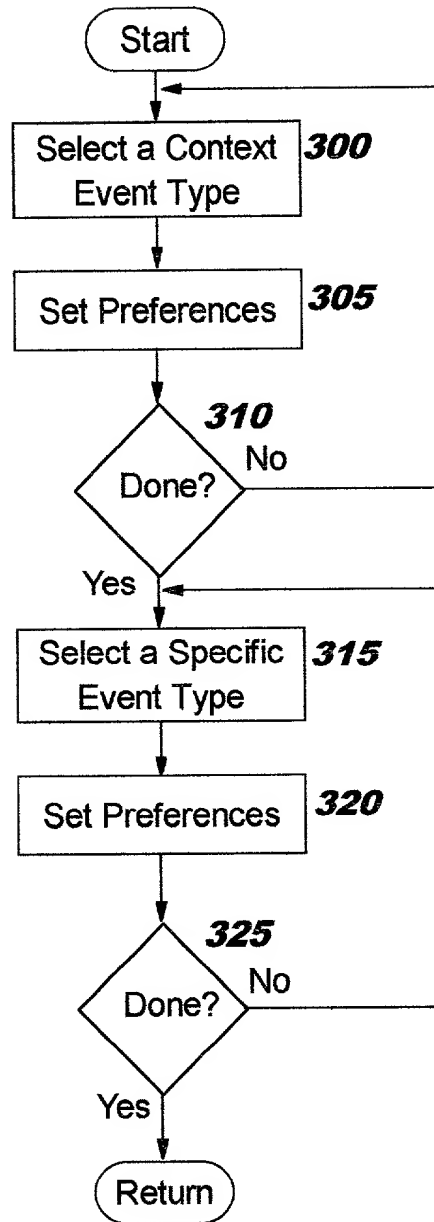 Start
Select a Context
Event Type
300
Set Preferences
305
310
Done?
No
Yes
Select a Specific
Event Type
315
Set Preferences
320
325
Done?
No
Yes
Return